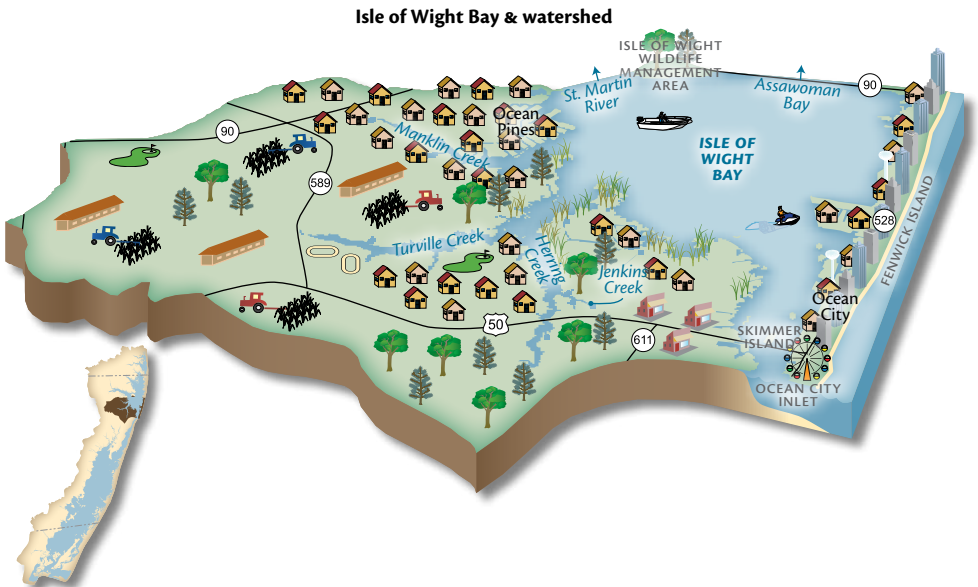 Isle of Wight Bay & watershed
ISLE OF WIGHT
WILDLIFE
MANAGEMENT
AREA
St. Martin
River
Assawoman
Bay
90
Ocean
Pines
90
Manklin Creek
ISLE OF
WIGHT
BAY
589
528
FENWICK ISLAND
Turville Creek
Herring
Creek
Jenkins
Creek
Ocean
City
50
611
SKIMMER
ISLAND
OCEAN CITY
INLET